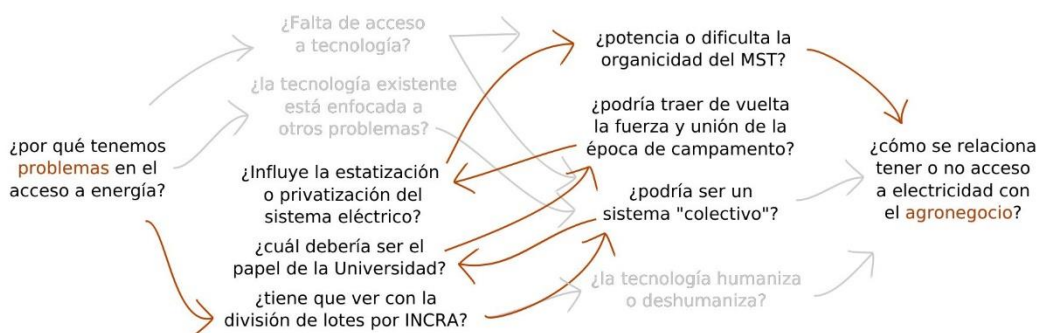 ¿por qué tenemos
problemas en el
acceso a energía?
¿Falta de acceso
a tecnología?
¿la tecnología existente
está enfocada a
otros problemas?
¿Influye la estatización
o privatización del
sistema eléctrico?
¿cuál debería ser el
papel de la Universidad?
¿tiene que ver con la
división de lotes por INCRA?
¿potencia o dificulta la
organicidad del MST?
¿podría traer de vuelta
la fuerza y unión de la
época de campamento?
¿podría ser un
sistema "colectivo"?
¿la tecnología humaniza
o deshumaniza?
¿cómo se relaciona
tener o no acceso
a electricidad con
el agronegocio?